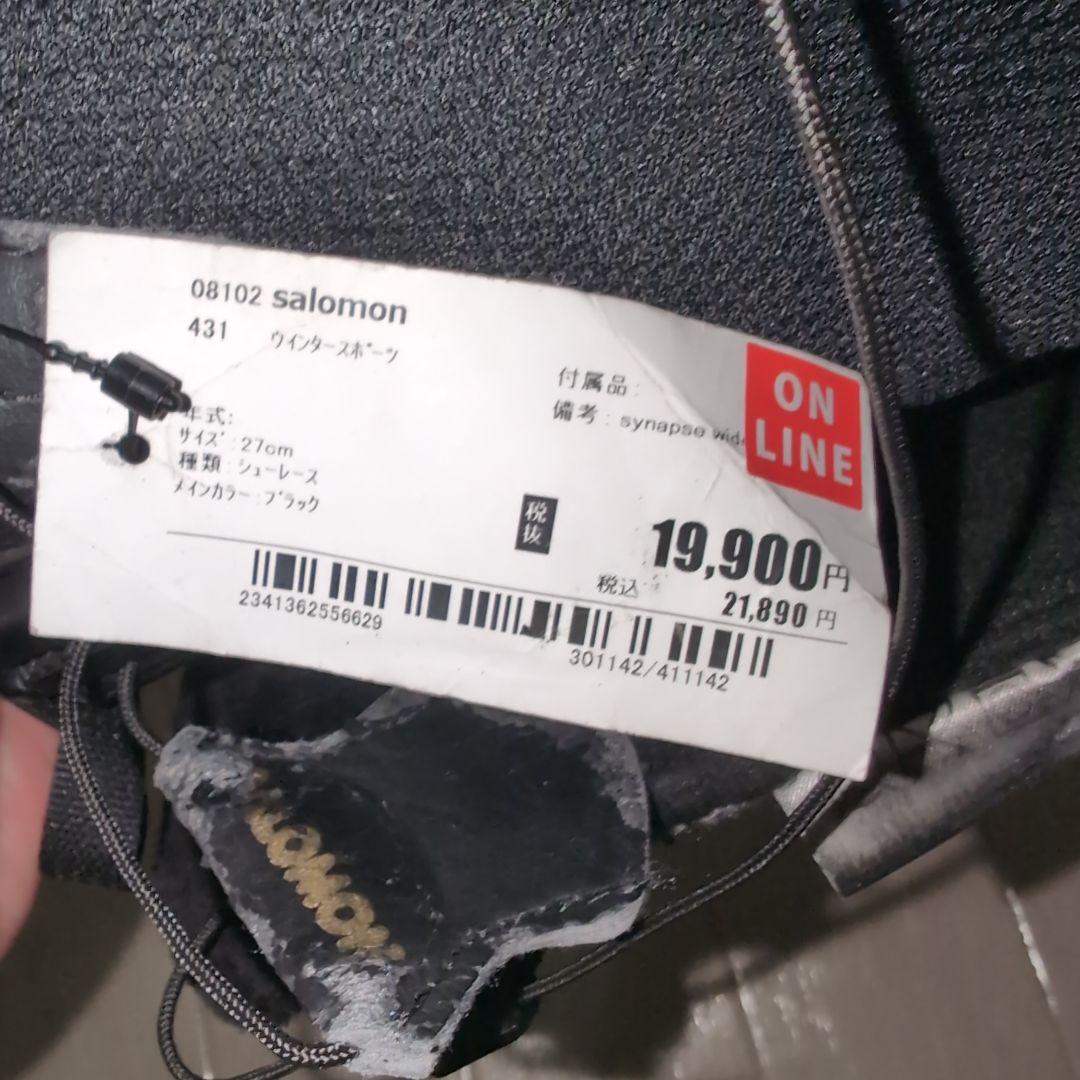 08102 salomon
431 ウインタースポーツ
付属品:
備考: synapse wide
ON
LINE
年式:
サイズ:27cm
種類:シューレース
メインカラー:ブラック
税抜
19,900円
税込
21,890円
2341362556629
301142/411142
SALOMON